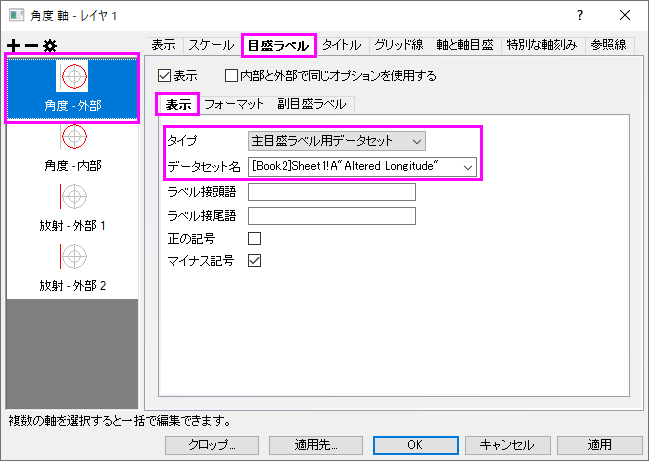 角度 軸 - レイヤ 1
表示 スケール 目盛ラベル タイトル グリッド線 軸と軸目盛 特別な軸刻み 参照線
角度 - 外部
角度 - 内部
放射 - 外部 1
放射 - 外部 2
表示 内部と外部で同じオプションを使用する
表示 フォーマット 副目盛ラベル
タイプ 主目盛ラベル用データセット
データセット名 [Book2]Sheet1!A"Altered Longitude"
ラベル接頭語
ラベル接尾語
正の記号
マイナス記号
複数の軸を選択すると一括で編集できます。
クロップ... 適用先... OK キャンセル 適用